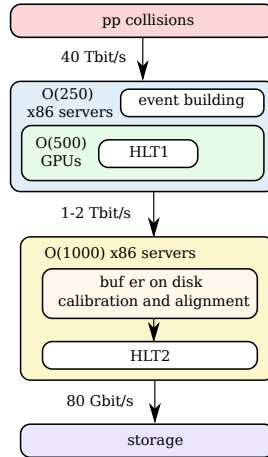 pp collisions
40 Tbit/s
O(250)
x86 servers
event building
O(500)
GPUs
HLT1
1-2 Tbit/s
O(1000) x86 servers
buf er on disk
calibration and alignment
HLT2
80 Gbit/s
storage